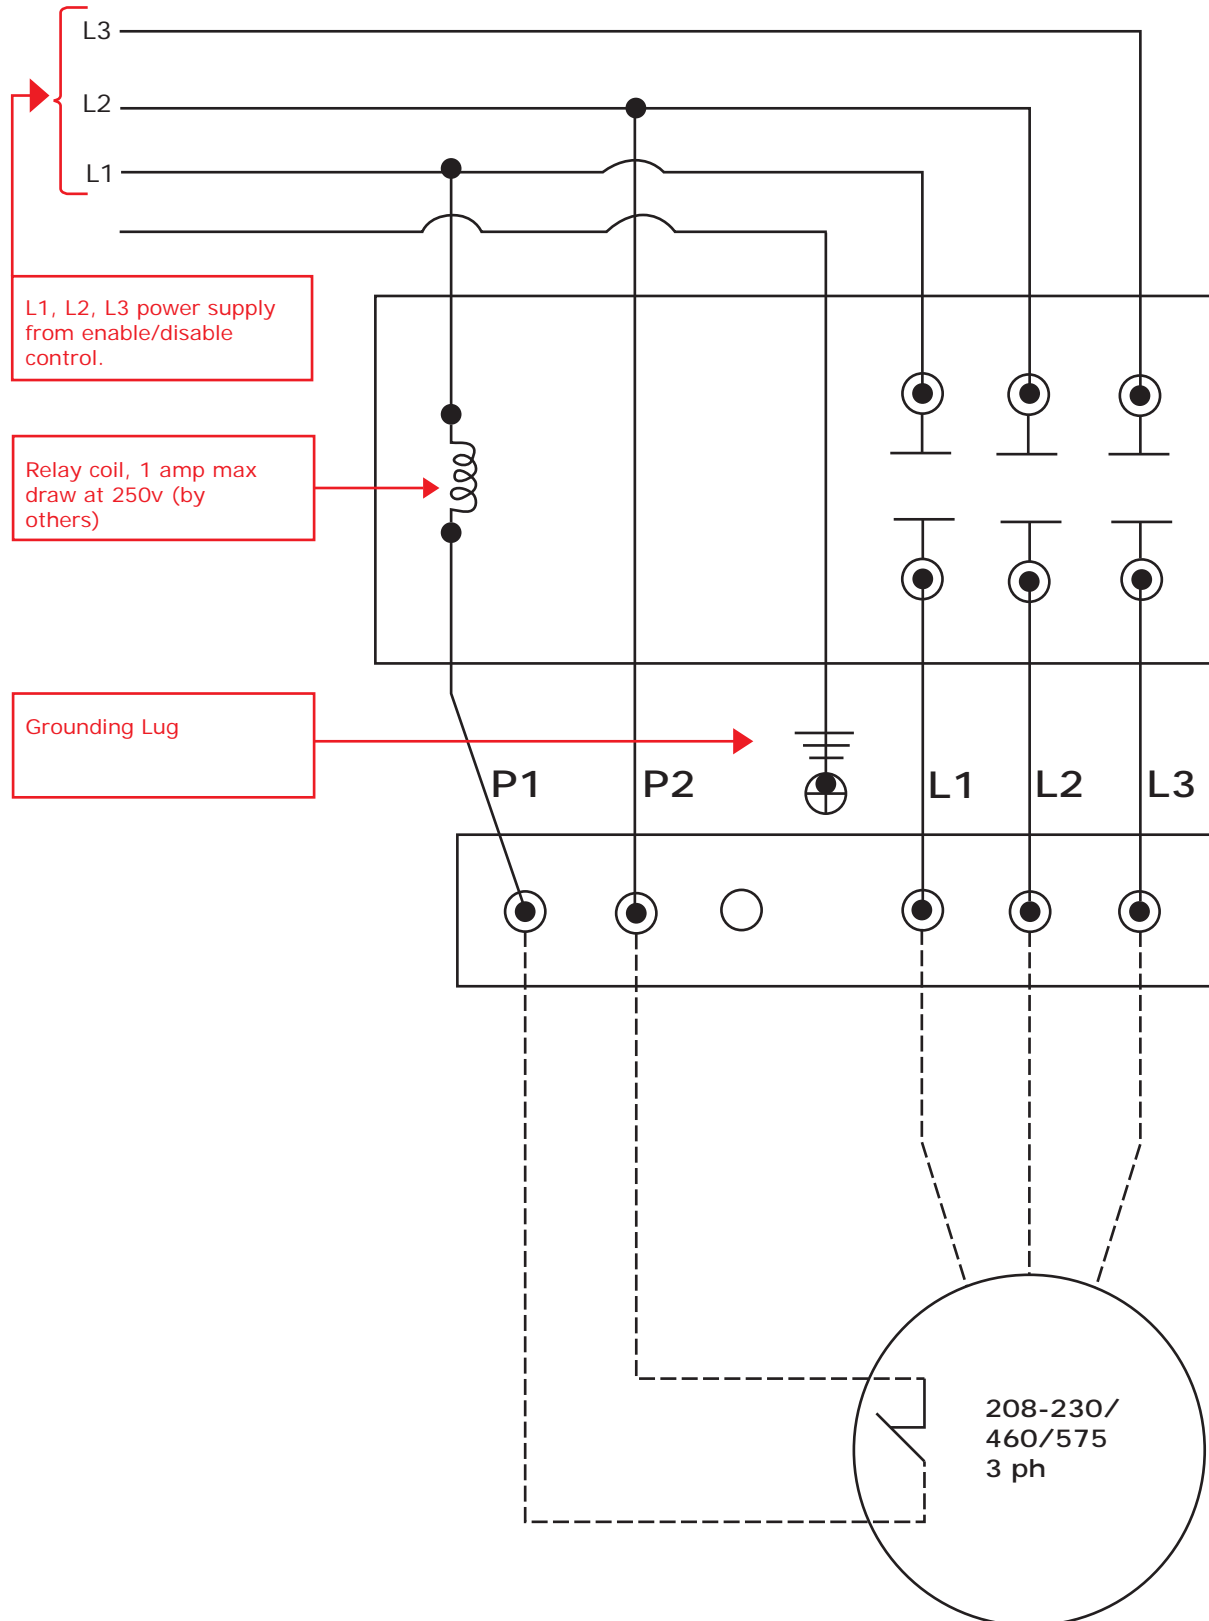 L3
L2
L1
L1, L2, L3 power supply
from enable/disable
control.
Relay coil, 1 amp max
draw at 250v (by
others)
Grounding Lug
P1 P2 L1 L2 L3
208-230/
460/575
3 ph